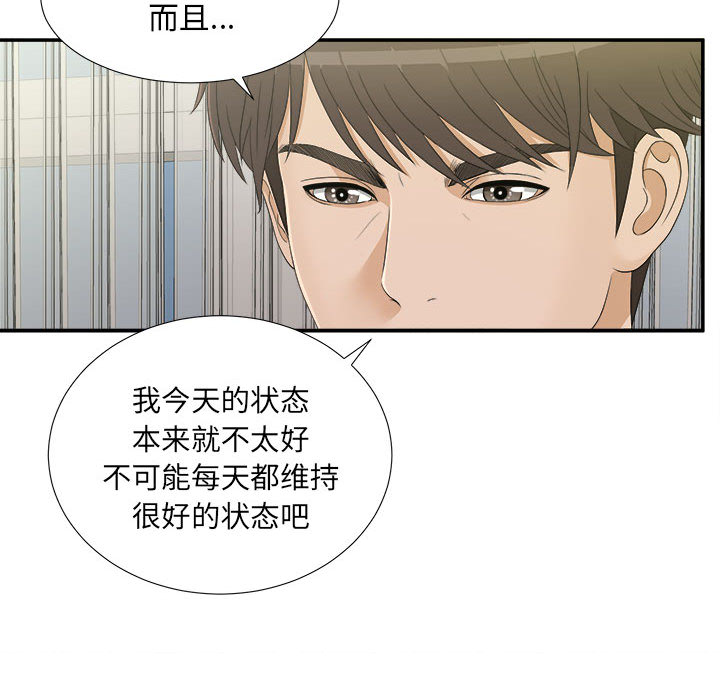 而且...
我今天的状态
本来就不太好
不可能每天都维持
很好的状态吧